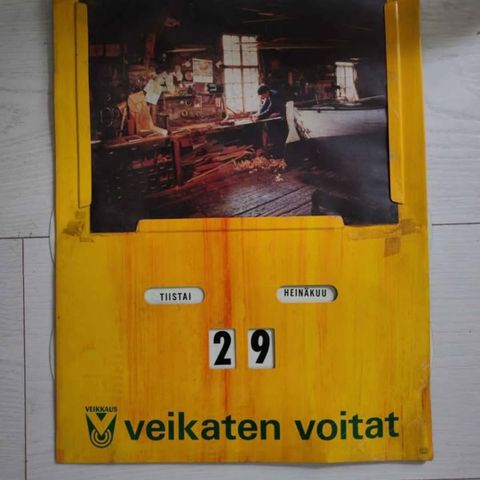 TIISTAI HEINÄKUU
29
VEIKKAUS
veikaten voitat